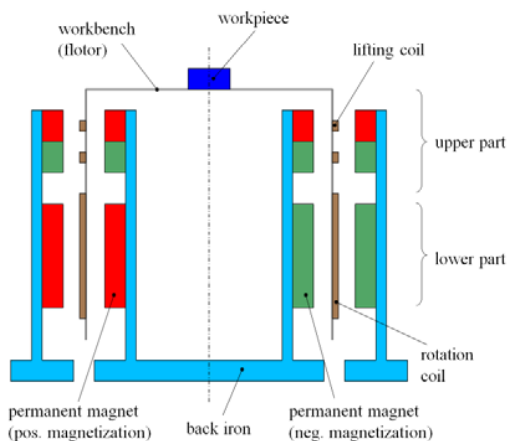 workpiece
workbench
(flotor)
lifting coil
upper part
lower part
rotation
coil
permanent magnet
(pos. magnetization)
back iron
permanent magnet
(neg. magnetization)